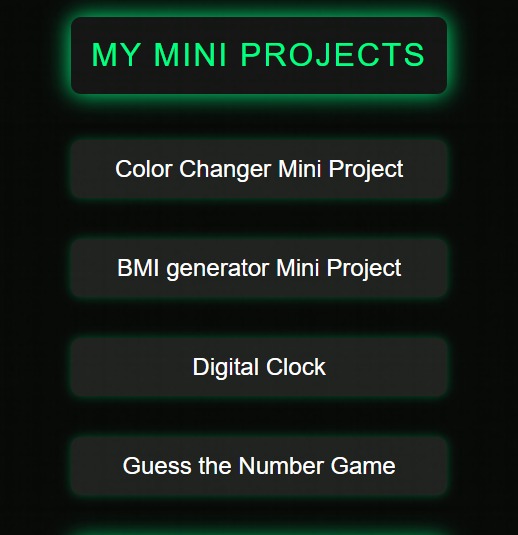 MY MINI PROJECTS
Color Changer Mini Project
BMI generator Mini Project
Digital Clock
Guess the Number Game